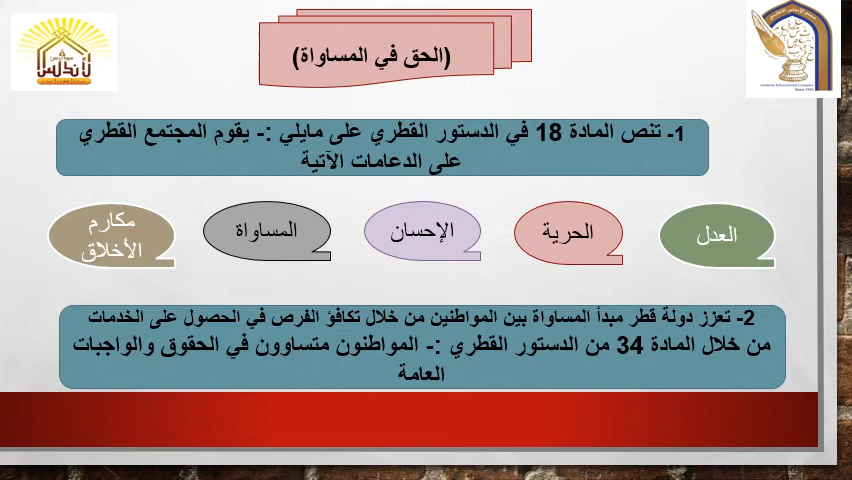 (الحق في المساواة)
1- تنص المادة 18 في الدستور القطري على مايلي :- يقوم المجتمع القطري
على الدعامات الآتية
العدل
الحرية
الإحسان
المساواة
مكارم
الأخلاق
2- تعزز دولة قطر مبدأ المساواة بين المواطنين من خلال تكافؤ الفرص في الحصول على الخدمات
من خلال المادة 34 من الدستور القطري :- المواطنون متساوون في الحقوق والواجبات
العامة